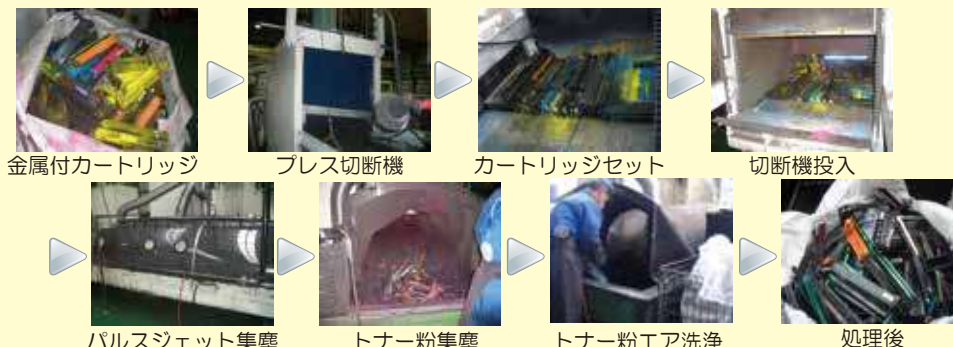 金属付カートリッジ
プレス切断機
カートリッジセット
切断機投入
パルスジェット集塵
トナー粉集塵
トナー粉エア洗浄
処理後